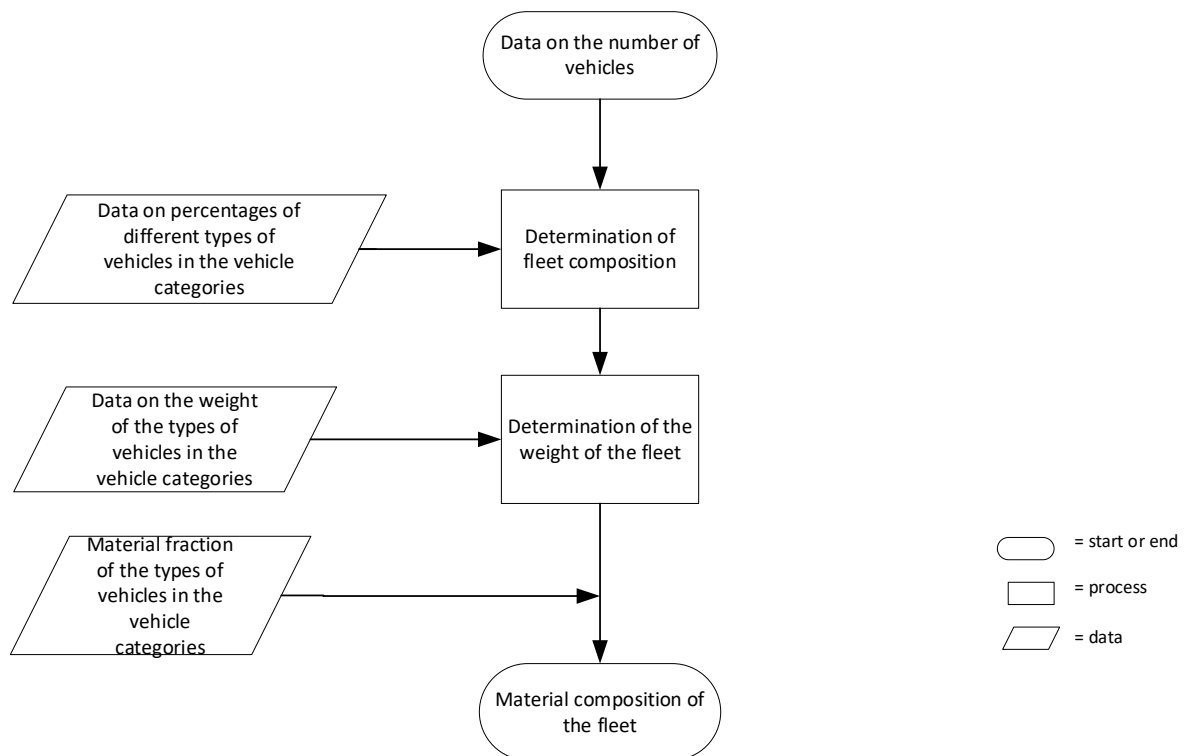 Data on the number of
vehicles
Data on percentages of
different types of
vehicles in the vehicle
categories
Determination of
fleet composition
Data on the weight
of the types of
vehicles in the
vehicle categories
Determination of the
weight of the fleet
Material fraction
of the types of
vehicles in the
vehicle
categories
= start or end
= process
= data
Material composition of
the fleet